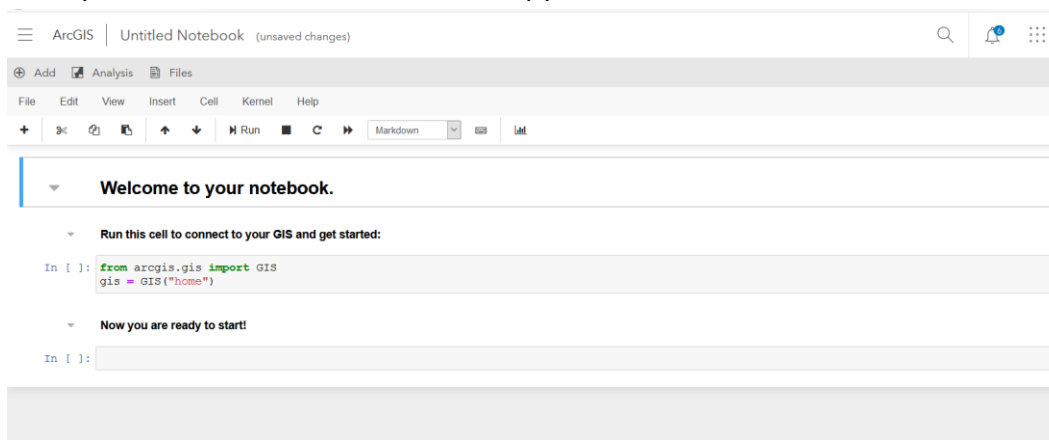 ArcGIS Untitled Notebook (unsaved changes) 6
Add Analysis Files
File Edit View Insert Cell Kernel Help
Run Markdown
Welcome to your notebook.
Run this cell to connect to your GIS and get started:
In [ ]: from arcgis.gis import GIS
gis = GIS("home")
Now you are ready to start!
In [ ]: